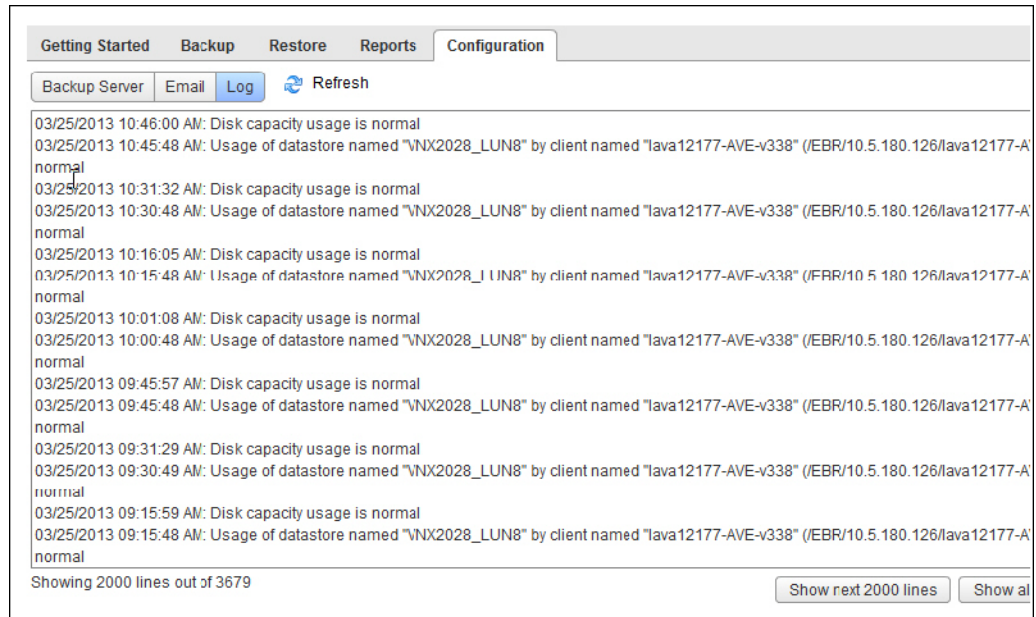 Getting Started Backup Restore Reports Configuration
Backup Server Email Log Refresh
03/25/2013 10:46:00 AM: Disk capacity usage is normal
03/25/2013 10:45:48 AM: Usage of datastore named "VNX2028_LUN8" by client named "lava12177-AVE-v338" (/EBR/10.5.180.126/lava12177-A
normal
03/25/2013 10:31:32 AM: Disk capacity usage is normal
03/25/2013 10:30:48 AM: Usage of datastore named "VNX2028_LUN8" by client named "lava12177-AVE-v338" (/EBR/10.5.180.126/lava12177-A
normal
03/25/2013 10:16:05 AM: Disk capacity usage is normal
03/25/2013 10:15:48 AM: Usage of datastore named "VNX2028_LUN8" by client named "lava12177-AVE-v338" (/EBR/10.5.180.126/lava12177-A
normal
03/25/2013 10:01:08 AM: Disk capacity usage is normal
03/25/2013 10:00:48 AM: Usage of datastore named "VNX2028_LUN8" by client named "lava12177-AVE-v338" (/EBR/10.5.180.126/lava12177-A
normal
03/25/2013 09:45:57 AM: Disk capacity usage is normal
03/25/2013 09:45:48 AM: Usage of datastore named "VNX2028_LUN8" by client named "lava12177-AVE-v338" (/EBR/10.5.180.126/lava12177-A
normal
03/25/2013 09:31:29 AM: Disk capacity usage is normal
03/25/2013 09:30:49 AM: Usage of datastore named "VNX2028_LUN8" by client named "lava12177-AVE-v338" (/EBR/10.5.180.126/lava12177-A
normal
03/25/2013 09:15:59 AM: Disk capacity usage is normal
03/25/2013 09:15:48 AM: Usage of datastore named "VNX2028_LUN8" by client named "lava12177-AVE-v338" (/EBR/10.5.180.126/lava12177-A
normal
Showing 2000 lines out of 3679
Show next 2000 lines Show al